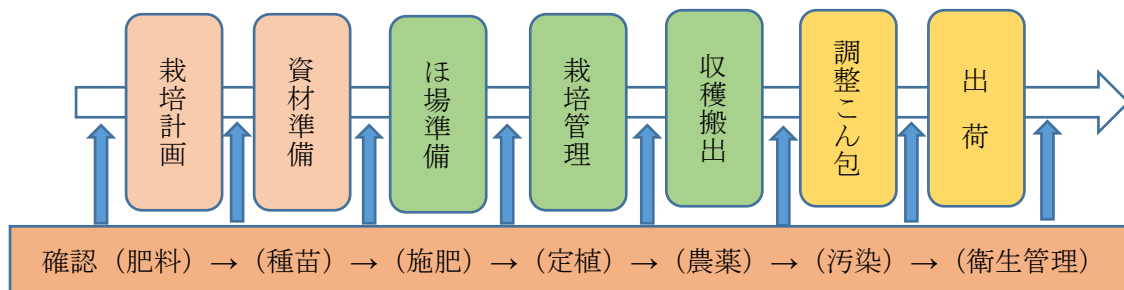 栽培計画
資材準備
ほ場準備
栽培管理
収穫搬出
調整こん包
出荷
確認（肥料）→（種苗）→（施肥）→（定植）→（農薬）→（汚染）→（衛生管理）